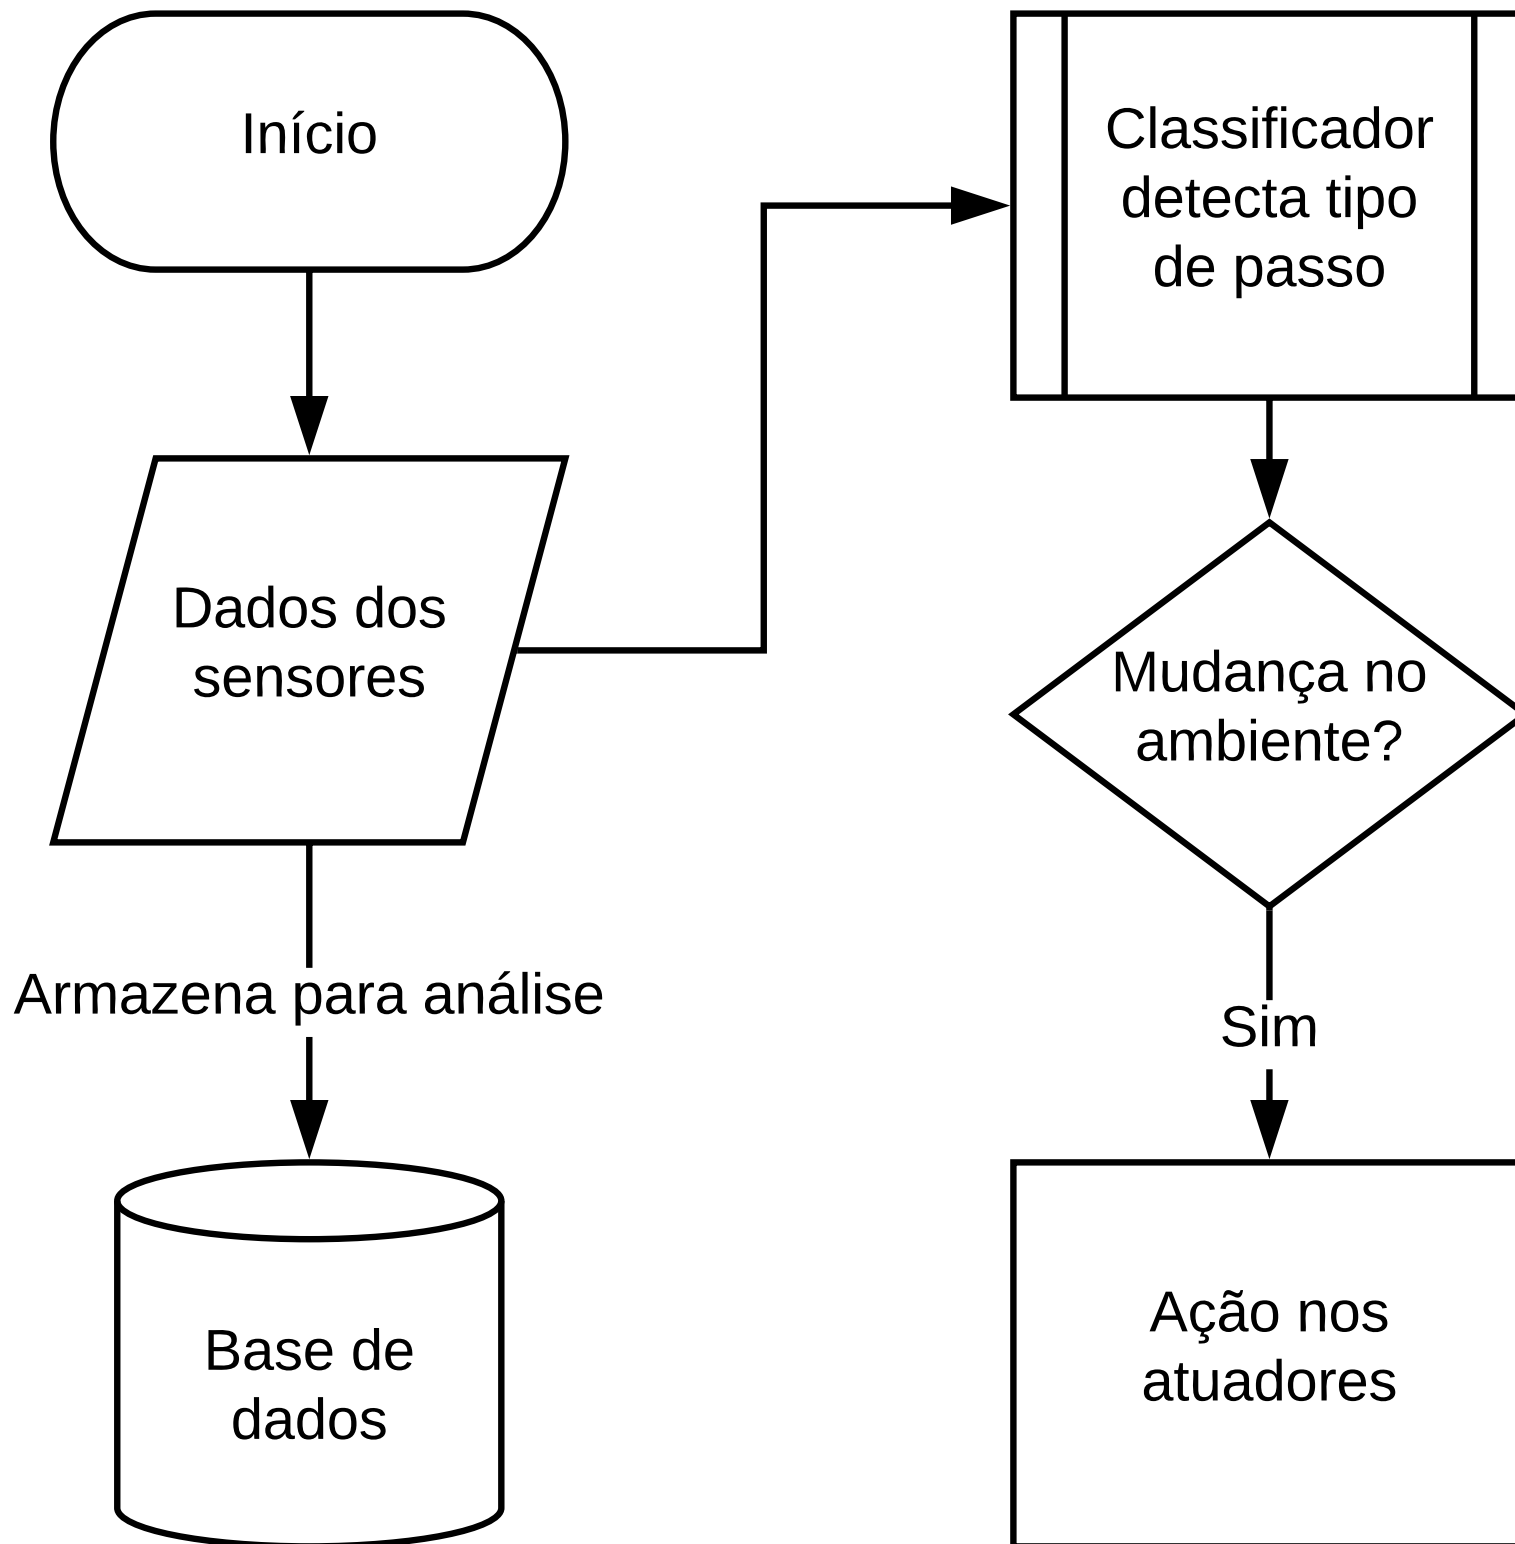 Início
Dados dos
sensores
Armazena para análise
Base de
dados
Classificador
detecta tipo
de passo
Mudança no
ambiente?
Sim
Ação nos
atuadores